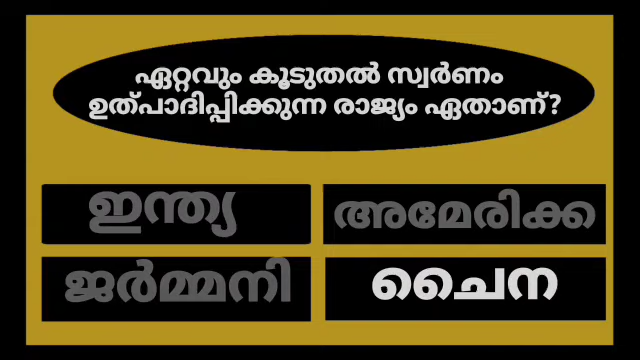 ഏറ്റവും കൂടുതൽ സ്വർണം
ഉത്പാദിപ്പിക്കുന്ന രാജ്യം ഏതാണ്?
ഇന്ത്യ
അമേരിക്ക
ജർമ്മനി
ചൈന